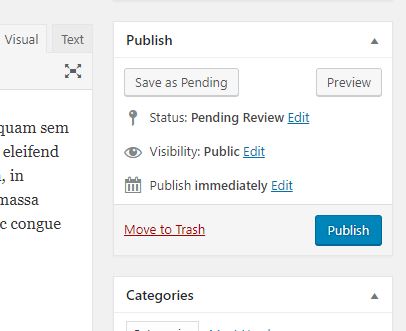 Visual Text
quam sem
eleifend
, in
massa
c congue
Publish
Save as Pending Preview
Status: Pending Review Edit
Visibility: Public Edit
Publish immediately Edit
Move to Trash Publish
Categories